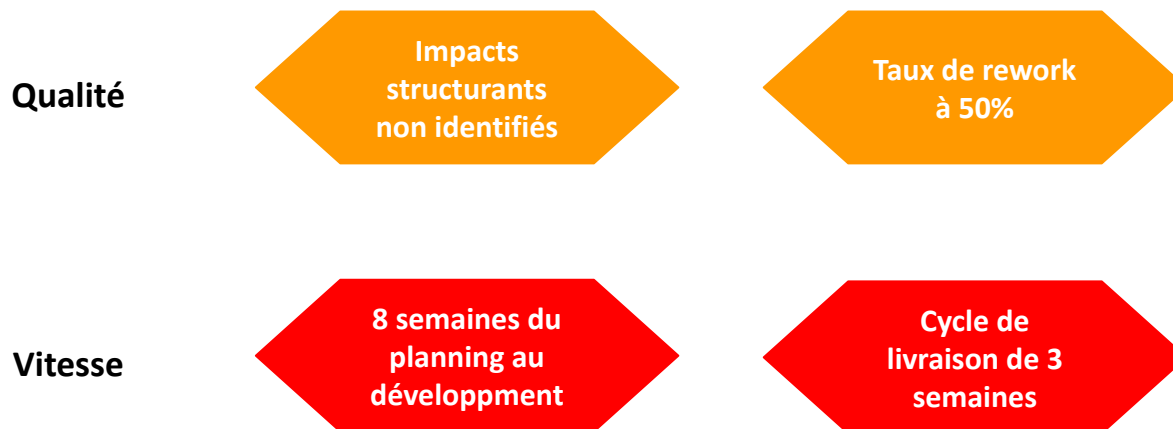 Qualité
Impacts
structurants
non identifiés
Taux de rework
à 50%
Vitesse
8 semaines du
planning au
développment
Cycle de
livraison de 3
semaines